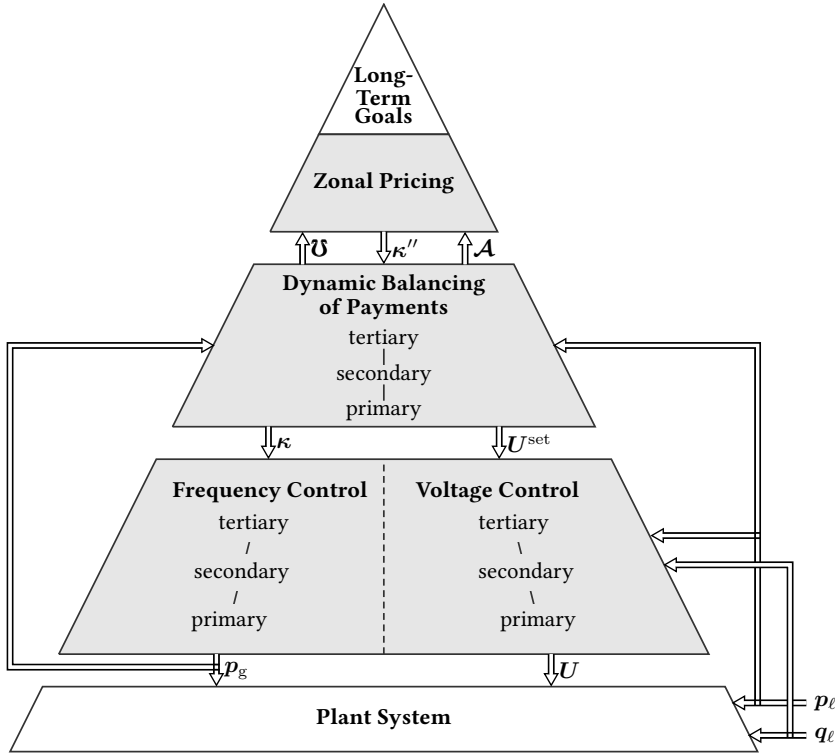 Long-
Term
Goals
Zonal Pricing
℧ κ′′ 𝓐
Dynamic Balancing
of Payments
tertiary
secondary
primary
κ U^set
Frequency Control Voltage Control
tertiary tertiary
secondary secondary
primary primary
p_g U
p_ℓ
Plant System
q_ℓ